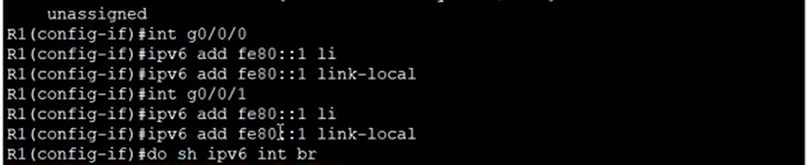 unassigned
R1(config-if)#int g0/0/0
R1(config-if)#ipv6 add fe80::1 li
R1(config-if)#ipv6 add fe80::1 link-local
R1(config-if)#int g0/0/1
R1(config-if)#ipv6 add fe80::1 li
R1(config-if)#ipv6 add fe80::1 link-local
R1(config-if)#do sh ipv6 int br